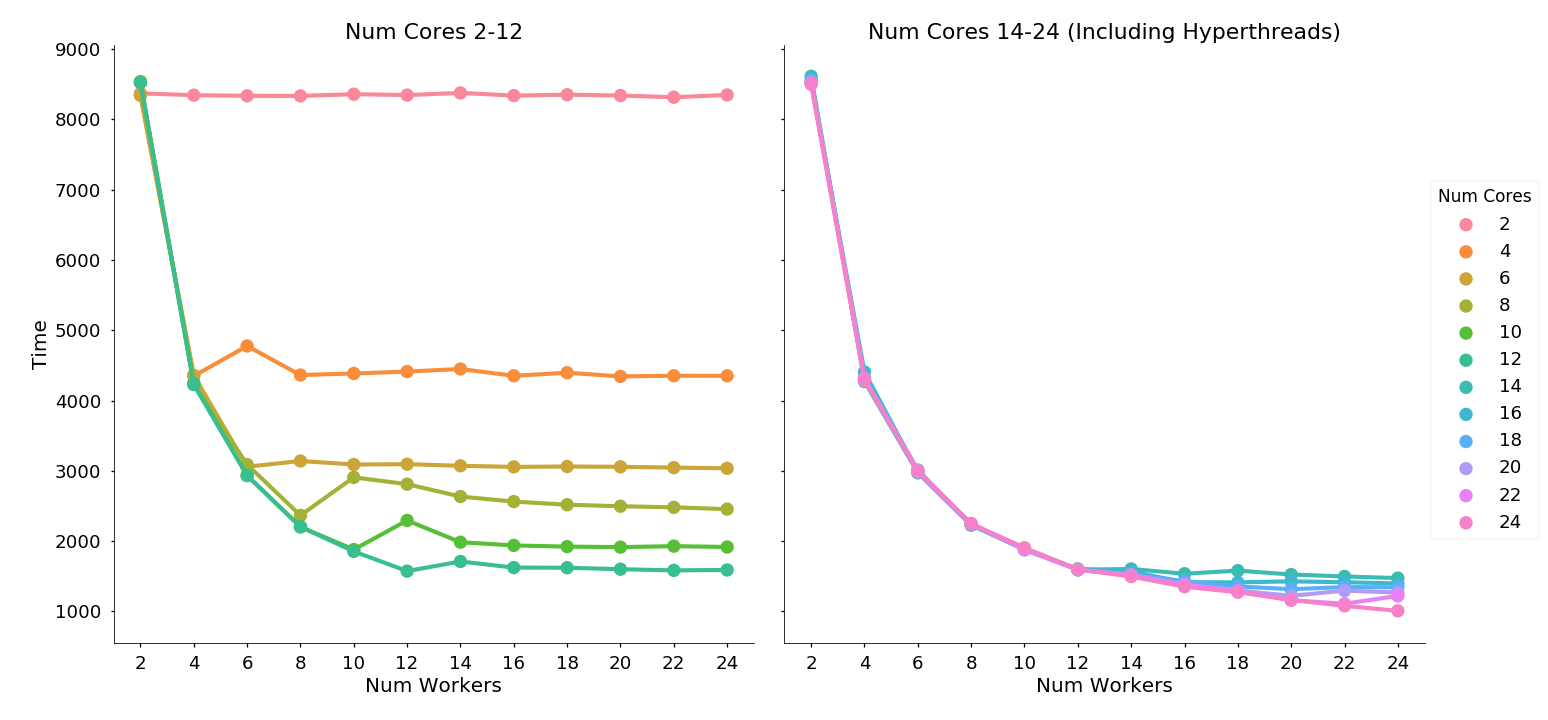 Num Cores 2-12
Time
9000
8000
7000
6000
5000
4000
3000
2000
1000
2 4 6 8 10 12 14 16 18 20 22 24
Num Workers
Num Cores 14-24 (Including Hyperthreads)
2 4 6 8 10 12 14 16 18 20 22 24
Num Workers
Num Cores
2
4
6
8
10
12
14
16
18
20
22
24